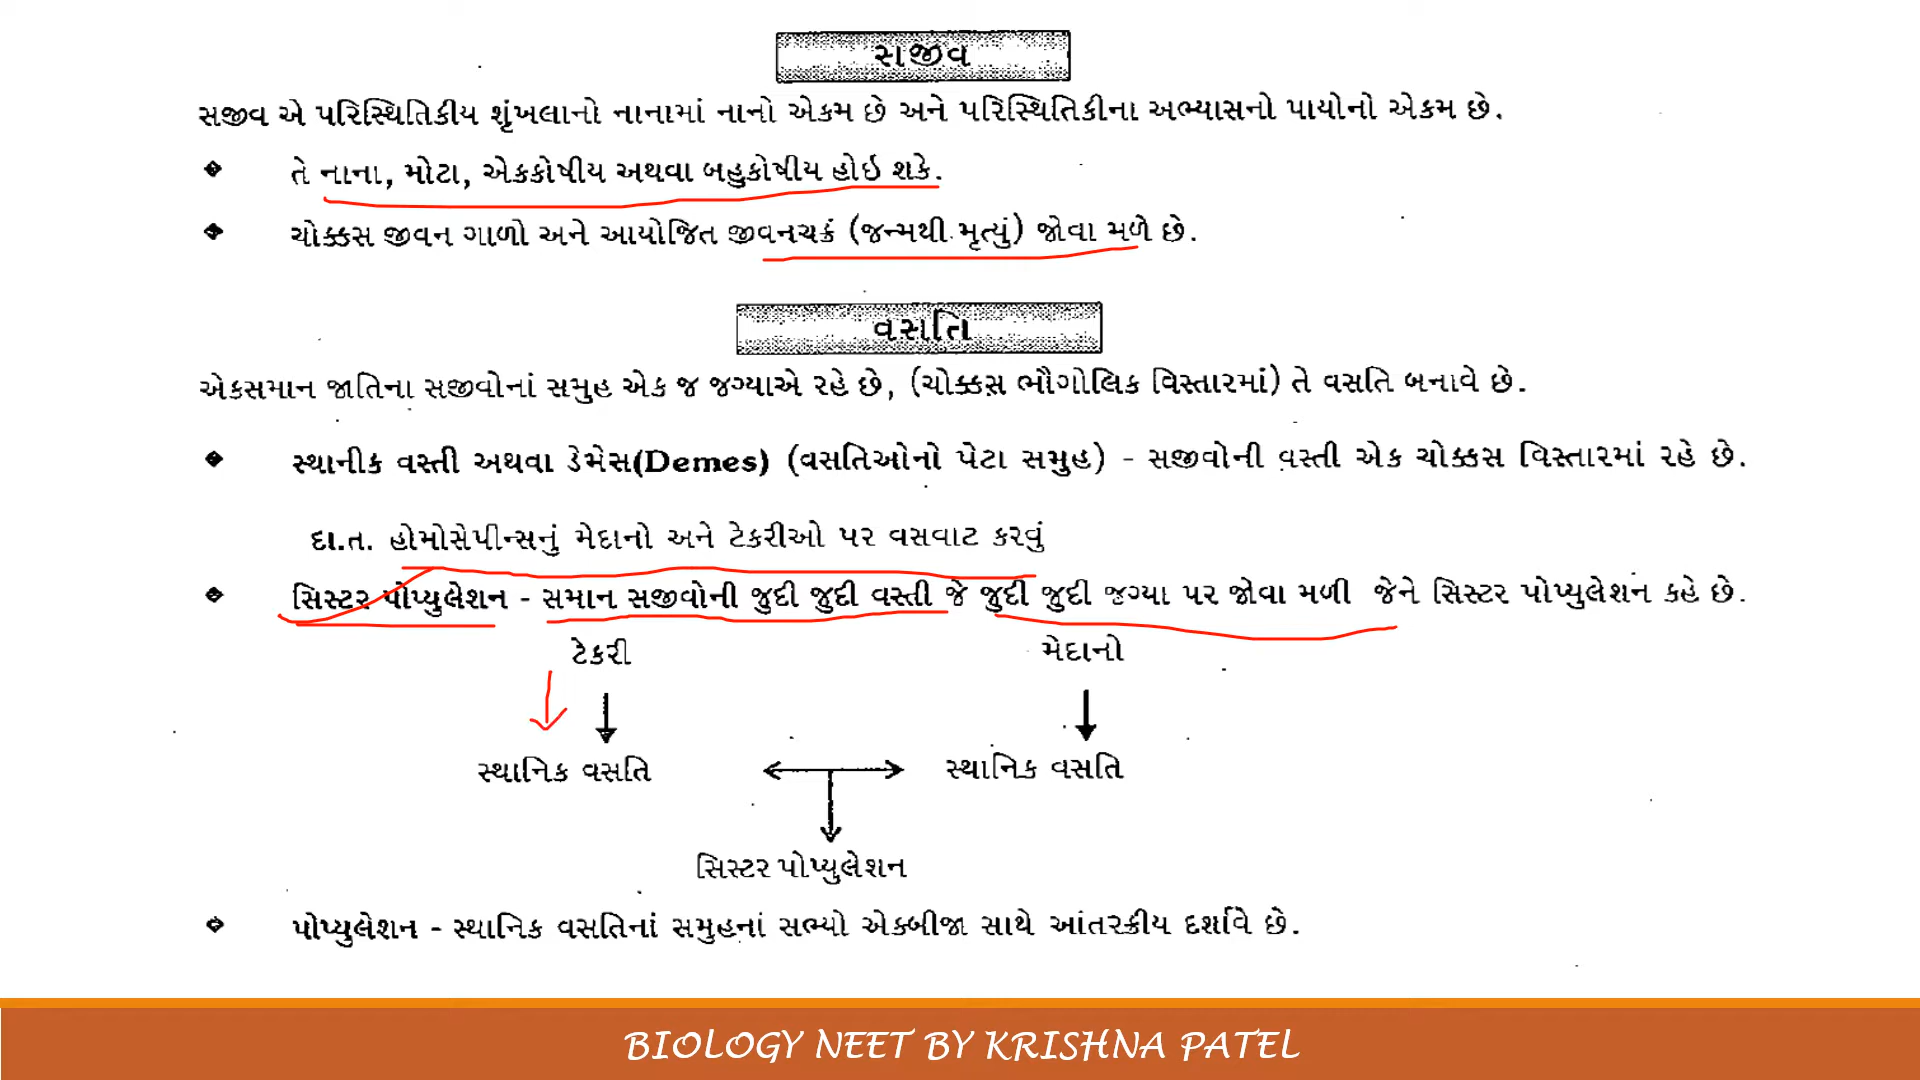 સજીવ
સજીવ એ પરિસ્થિતિકીય શૃંખલાનો નાનામાં નાનો એકમ છે અને પરિસ્થિતિકીના અભ્યાસનો પાયોનો એકમ છે.
❖ તે નાના, મોટા, એકકોષીય અથવા બહુકોષીય હોઇ શકે.
❖ ચોક્કસ જીવન ગાળો અને આયોજિત જીવનચક્રં (જન્મથી મૃત્યું) જોવા મળે છે.
વસતિ
એકસમાન જાતિના સજીવોનાં સમુહ એક જ જગ્યાએ રહે છે, (ચોક્કસ ભૌગોલિક વિસ્તારમાં) તે વસતિ બનાવે છે.
❖ સ્થાનીક વસ્તી અથવા ડેમેસ(Demes) (વસતિઓનો પેટા સમુહ) - સજીવોની વસ્તી એક ચોક્કસ વિસ્તારમાં રહે છે.
દા.ત. હોમોસેપીન્સનું મેદાનો અને ટેકરીઓ પર વસવાટ કરવું
❖ સિસ્ટર પોપ્યુલેશન - સમાન સજીવોની જુદી જુદી વસ્તી જે જુદી જુદી જગ્યા પર જોવા મળી જેને સિસ્ટર પોપ્યુલેશન કહે છે.
ટેકરી મેદાનો
સ્થાનિક વસતિ સ્થાનિક વસતિ
સિસ્ટર પોપ્યુલેશન
❖ પોપ્યુલેશન - સ્થાનિક વસતિનાં સમુહનાં સભ્યો એકબીજા સાથે આંતરક્રીય દર્શાવે છે.
BIOLOGY NEET BY KRISHNA PATEL